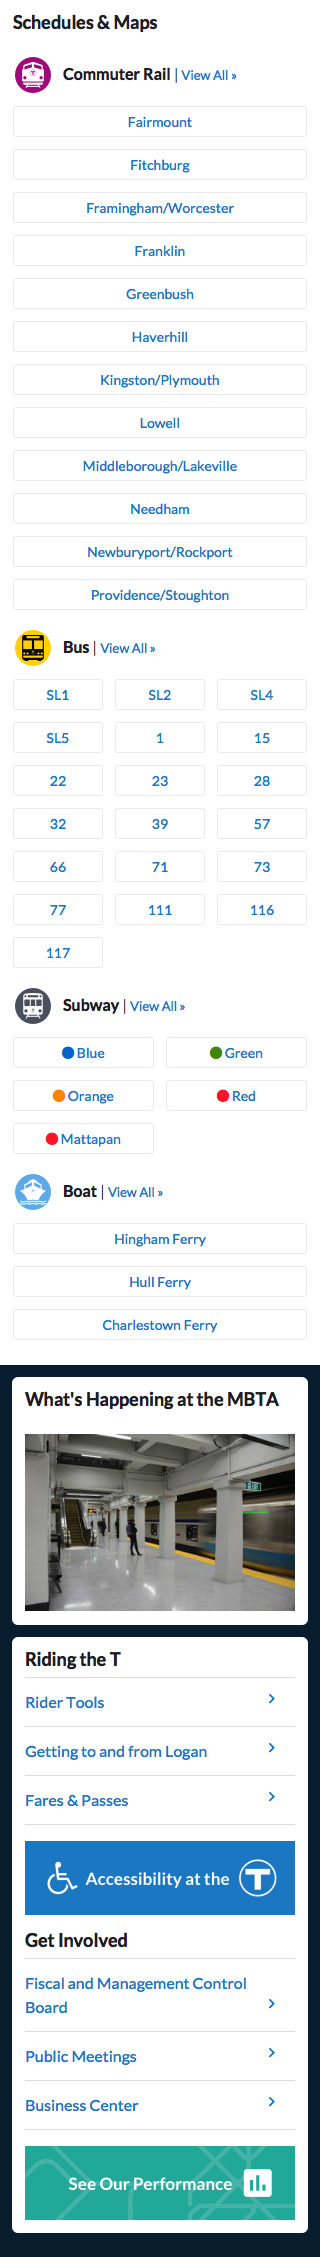 Schedules & Maps
Commuter Rail | View All »
Fairmount
Fitchburg
Framingham/Worcester
Franklin
Greenbush
Haverhill
Kingston/Plymouth
Lowell
Middleborough/Lakeville
Needham
Newburyport/Rockport
Providence/Stoughton
Bus | View All »
SL1 SL2 SL4
SL5 1 15
22 23 28
32 39 57
66 71 73
77 111 116
117
Subway | View All »
Blue Green
Orange Red
Mattapan
Boat | View All »
Hingham Ferry
Hull Ferry
Charlestown Ferry
What's Happening at the MBTA
Riding the T
Rider Tools
Getting to and from Logan
Fares & Passes
Accessibility at the T
Get Involved
Fiscal and Management Control
Board
Public Meetings
Business Center
See Our Performance